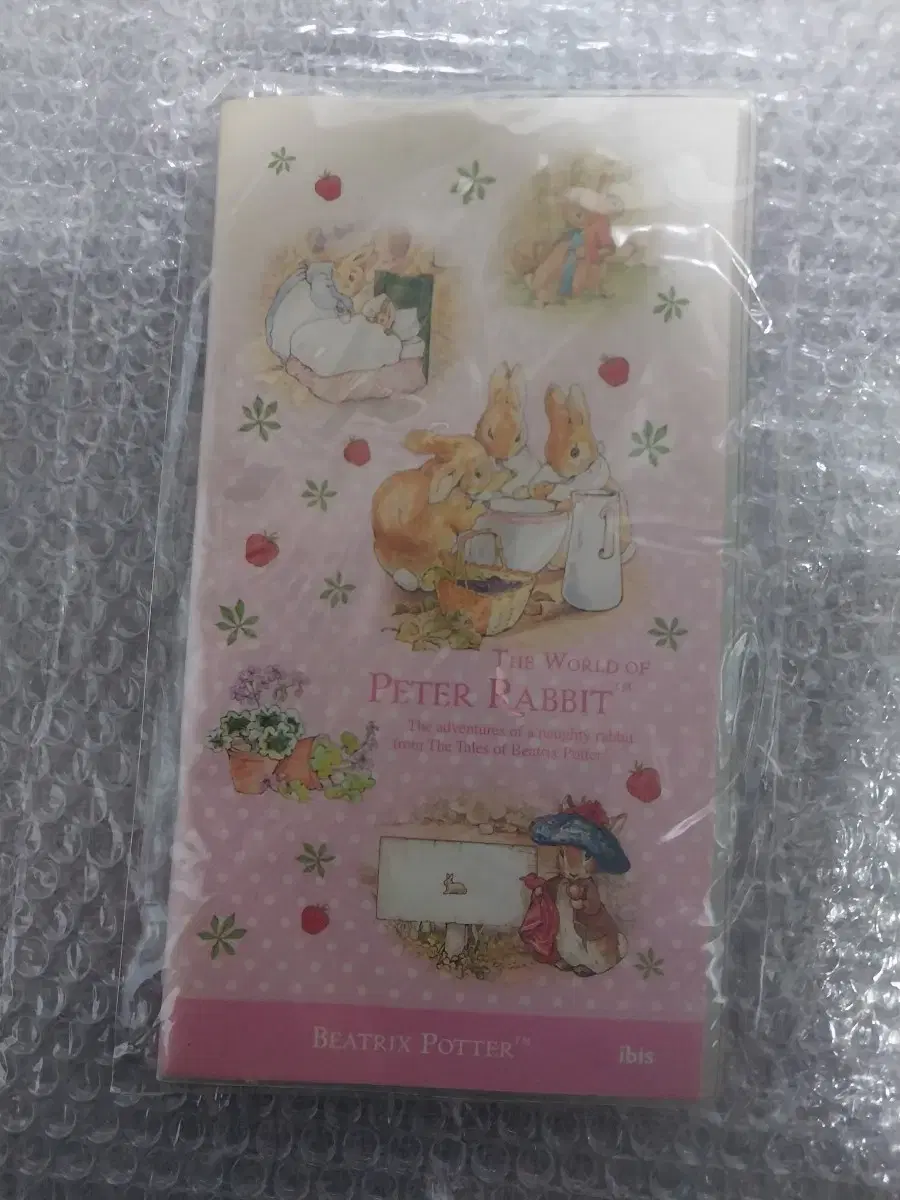 THE WORLD OF
PETER RABBIT™
The adventures of a naughty rabbit
from The Tales of Beatrix Potter
BEATRIX POTTER™
ibis